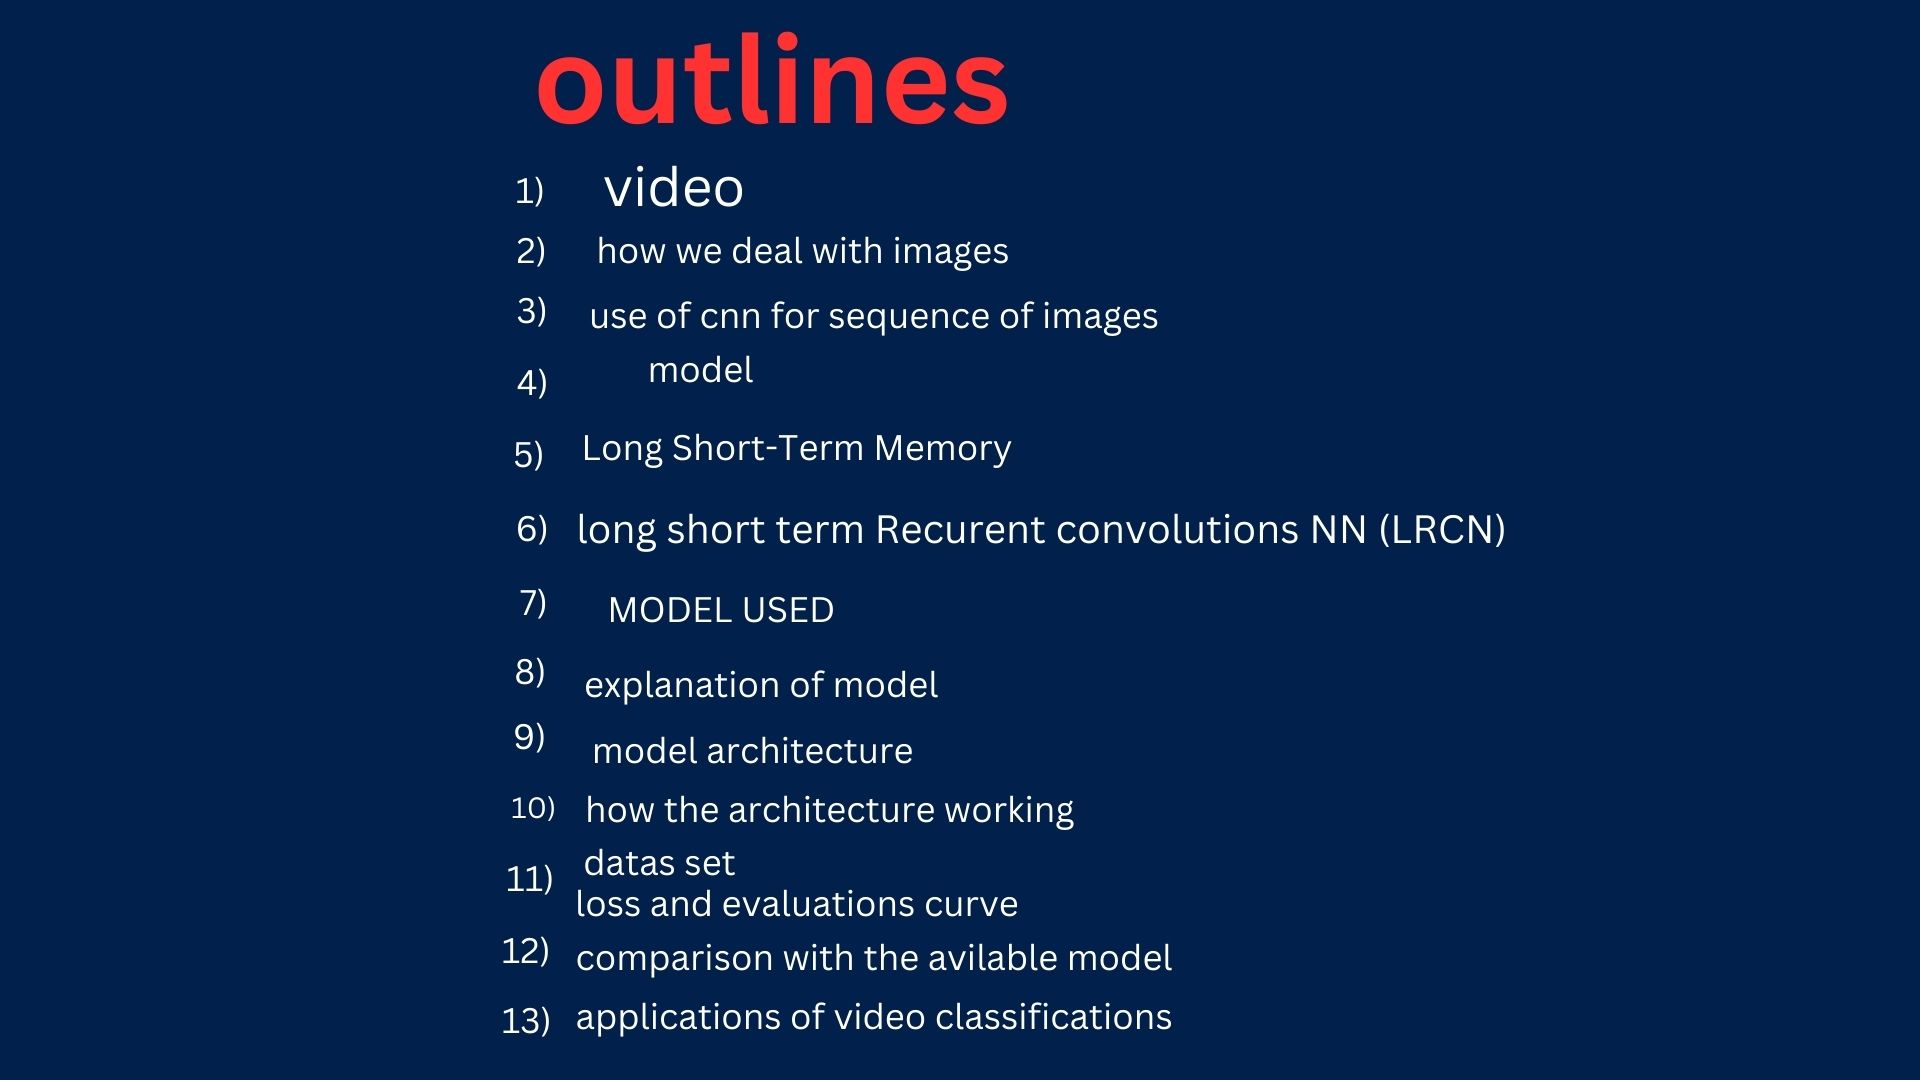 outlines
1) video
2) how we deal with images
3) use of cnn for sequence of images
4) model
5) Long Short-Term Memory
6) long short term Recurent convolutions NN (LRCN)
7) MODEL USED
8) explanation of model
9) model architecture
10) how the architecture working
11) datas set
loss and evaluations curve
12) comparison with the avilable model
13) applications of video classifications